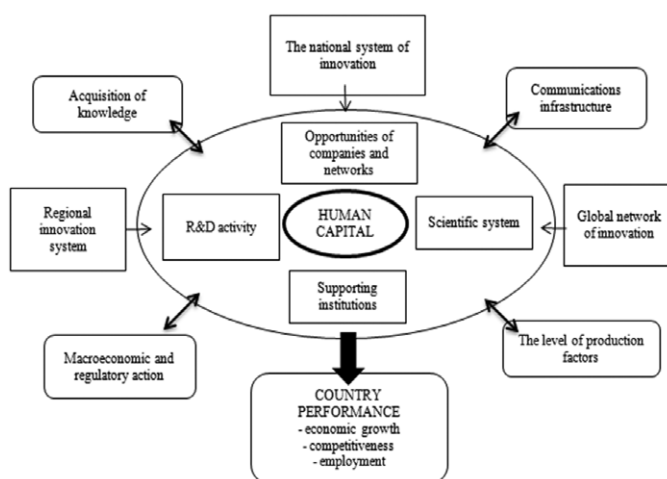 The national system of
innovation
Acquisition of
knowledge
Communications
infrastructure
Opportunities of
companies and
networks
Regional
innovation
system
R&D activity
HUMAN
CAPITAL
Scientific system
Global network
of innovation
Supporting
institutions
Macroeconomic and
regulatory action
The level of production
factors
COUNTRY
PERFORMANCE
- economic growth
- competitiveness
- employment